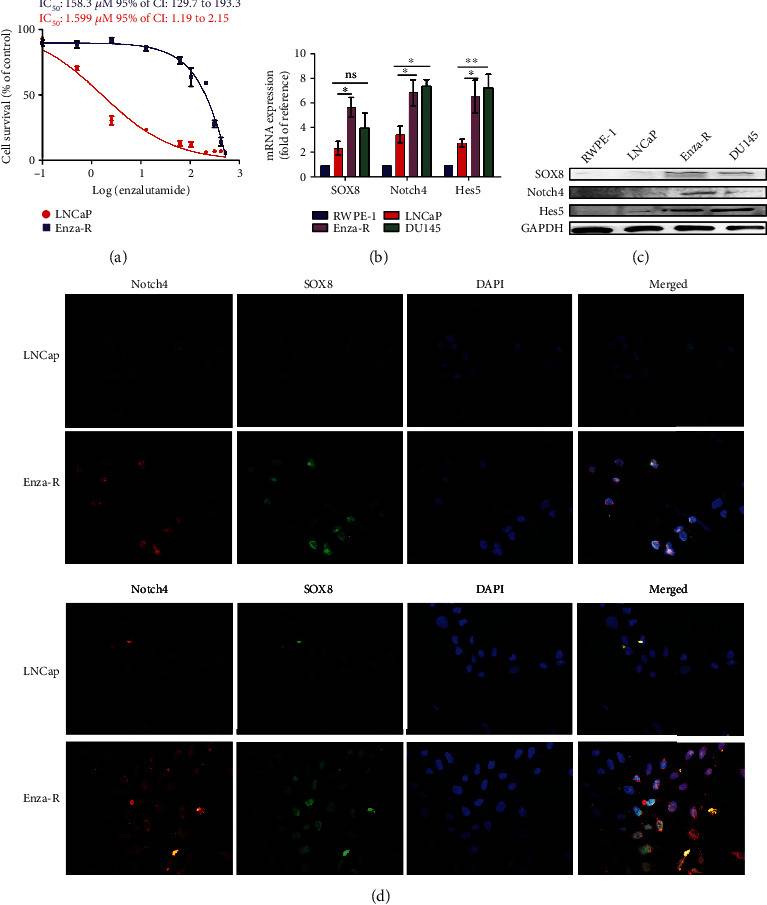 IC50: 158.3 μM 95% of CI: 129.7 to 193.3
IC50: 1.599 μM 95% of CI: 1.19 to 2.15
Cell survival (% of control)
100
50
0
−1 0 1 2 3
Log (enzalutamide)
LNCaP
Enza-R
(a)
mRNA expression
(fold of reference)
10
8
6
4
2
0
ns
*
*
*
**
*
SOX8 Notch4 Hes5
RWPE-1 LNCaP
Enza-R DU145
(b)
RWPE-1 LNCaP Enza-R DU145
SOX8
Notch4
Hes5
GAPDH
(c)
Notch4 SOX8 DAPI Merged
LNCap
Enza-R
Notch4 SOX8 DAPI Merged
LNCap
Enza-R
(d)